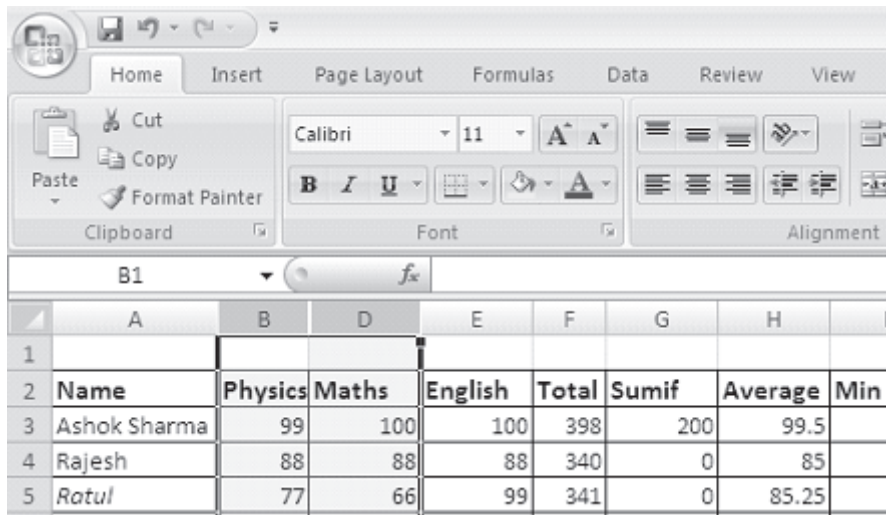 Home Insert Page Layout Formulas Data Review View
Cut
Copy
Paste
Format Painter
Calibri 11 A A
B I U A
Clipboard Font Alignment
B1 fx
A B D E F G H
1
2 Name Physics Maths English Total Sumif Average Min
3 Ashok Sharma 99 100 100 398 200 99.5
4 Rajesh 88 88 88 340 0 85
5 Ratul 77 66 99 341 0 85.25